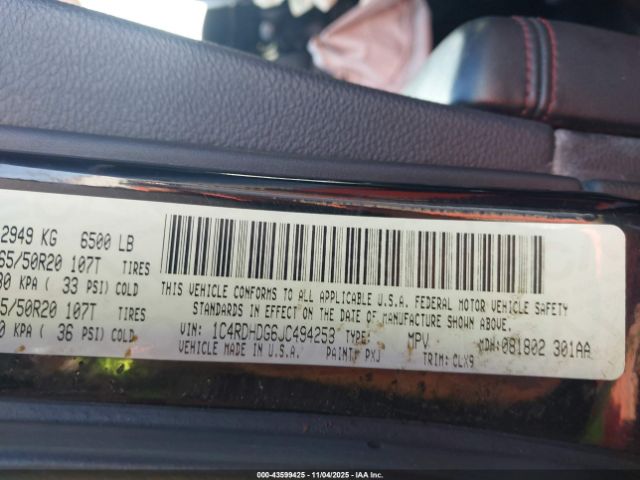 2949 KG 6500 LB
65/50R20 107T TIRES
30 KPA ( 33 PSI) COLD
5/50R20 107T TIRES
0 KPA ( 36 PSI) COLD
THIS VEHICLE CONFORMS TO ALL APPLICABLE U.S.A. FEDERAL MOTOR VEHICLE SAFETY
STANDARDS IN EFFECT ON THE DATE OF MANUFACTURE SHOWN ABOVE.
VIN: 1C4RDHDG6JC494253 TYPE: MPV MDH: 081802 301AA
VEHICLE MADE IN U.S.A. PAINT: PXJ TRIM: CLX9
000-43599425 - 11/04/2025 - IAA Inc.